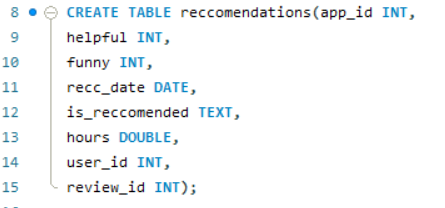 8 CREATE TABLE reccomendations(app_id INT,
9 helpful INT,
10 funny INT,
11 recc_date DATE,
12 is_reccomended TEXT,
13 hours DOUBLE,
14 user_id INT,
15 review_id INT);